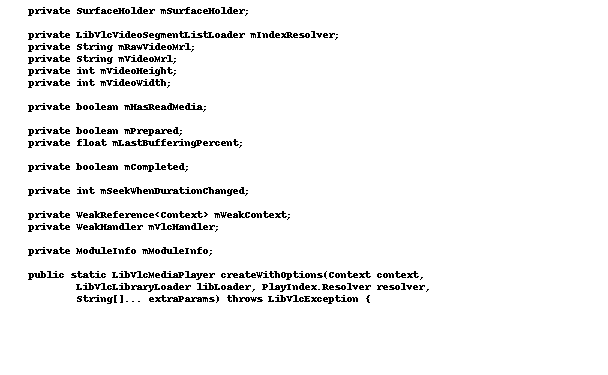 private SurfaceHolder mSurfaceHolder;
private LibVlcVideoSegmentListLoader mIndexResolver;
private String mRawVideoMrl;
private String mVideoMrl;
private int mVideoHeight;
private int mVideoWidth;
private boolean mHasReadMedia;
private boolean mPrepared;
private float mLastBufferingPercent;
private boolean mCompleted;
private int mSeekWhenDurationChanged;
private WeakReference<Context> mWeakContext;
private WeakHandler mVlcHandler;
private ModuleInfo mModuleInfo;
public static LibVlcMediaPlayer createWithOptions(Context context,
LibVlcLibraryLoader libLoader, PlayIndex.Resolver resolver,
String[]... extraParams) throws LibVlcException {